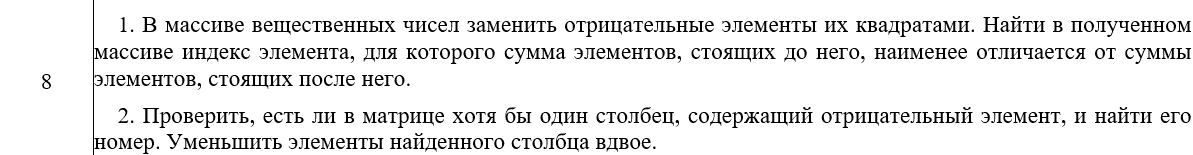 1. В массиве вещественных чисел заменить отрицательные элементы их квадратами. Найти в полученном
массиве индекс элемента, для которого сумма элементов, стоящих до него, наименее отличается от суммы
8
элементов, стоящих после него.
2. Проверить, есть ли в матрице хотя бы один столбец, содержащий отрицательный элемент, и найти его
номер. Уменьшить элементы найденного столбца вдвое.